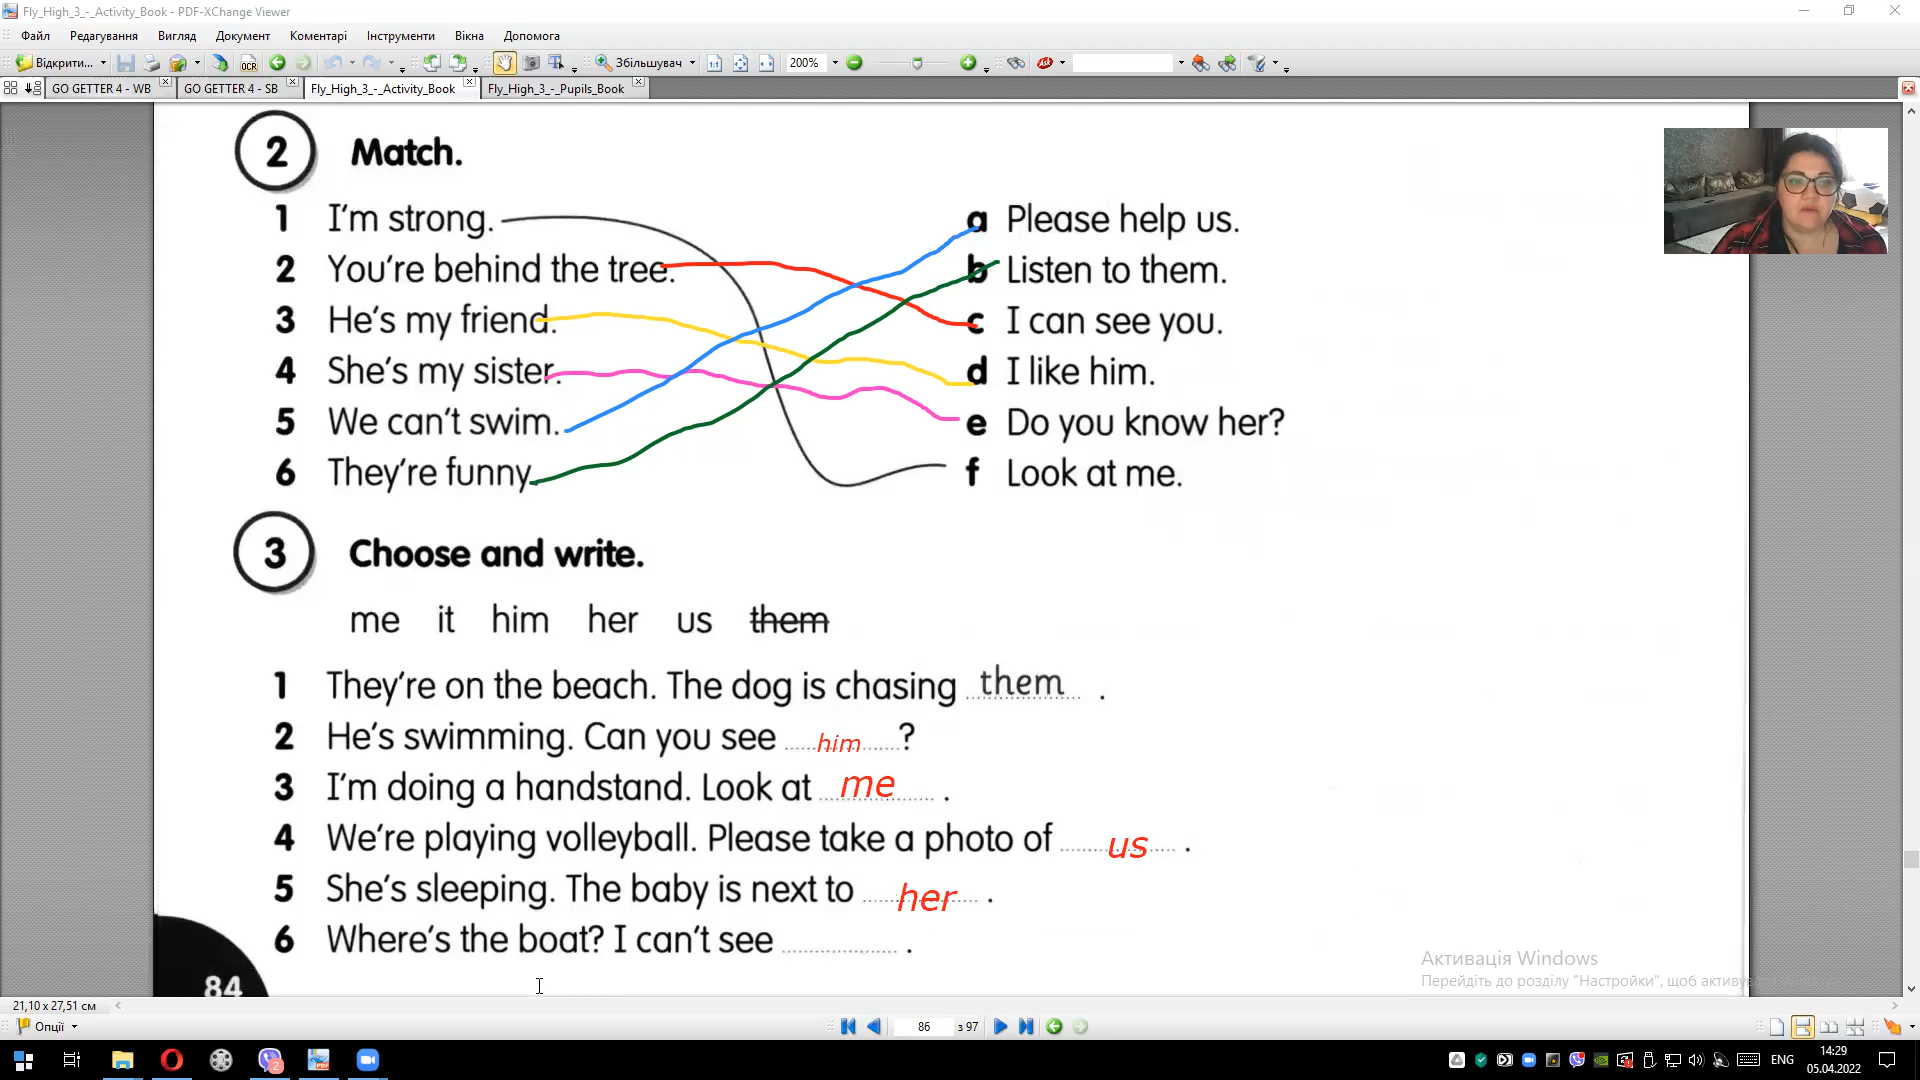 Fly_High_3_-_Activity_Book - PDF-XChange Viewer
Файл Редагування Вигляд Документ Коментарі Інструменти Вікна Допомога
Відкрити... OCR Збільшувач 200%
GO GETTER 4 - WB GO GETTER 4 - SB Fly_High_3_-_Activity_Book Fly_High_3_-_Pupils_Book
2 Match.
1 I'm strong. a Please help us.
2 You're behind the tree. b Listen to them.
3 He's my friend. c I can see you.
4 She's my sister. d I like him.
5 We can't swim. e Do you know her?
6 They're funny. f Look at me.
3 Choose and write.
me it him her us them
1 They're on the beach. The dog is chasing them .
2 He's swimming. Can you see him ?
3 I'm doing a handstand. Look at me .
4 We're playing volleyball. Please take a photo of us .
5 She's sleeping. The baby is next to her .
6 Where's the boat? I can't see .
84
Активація Windows
Перейдіть до розділу "Настройки", щоб
21,10 x 27,51 см
Опції 86 з 97
ENG 14:29
05.04.2022